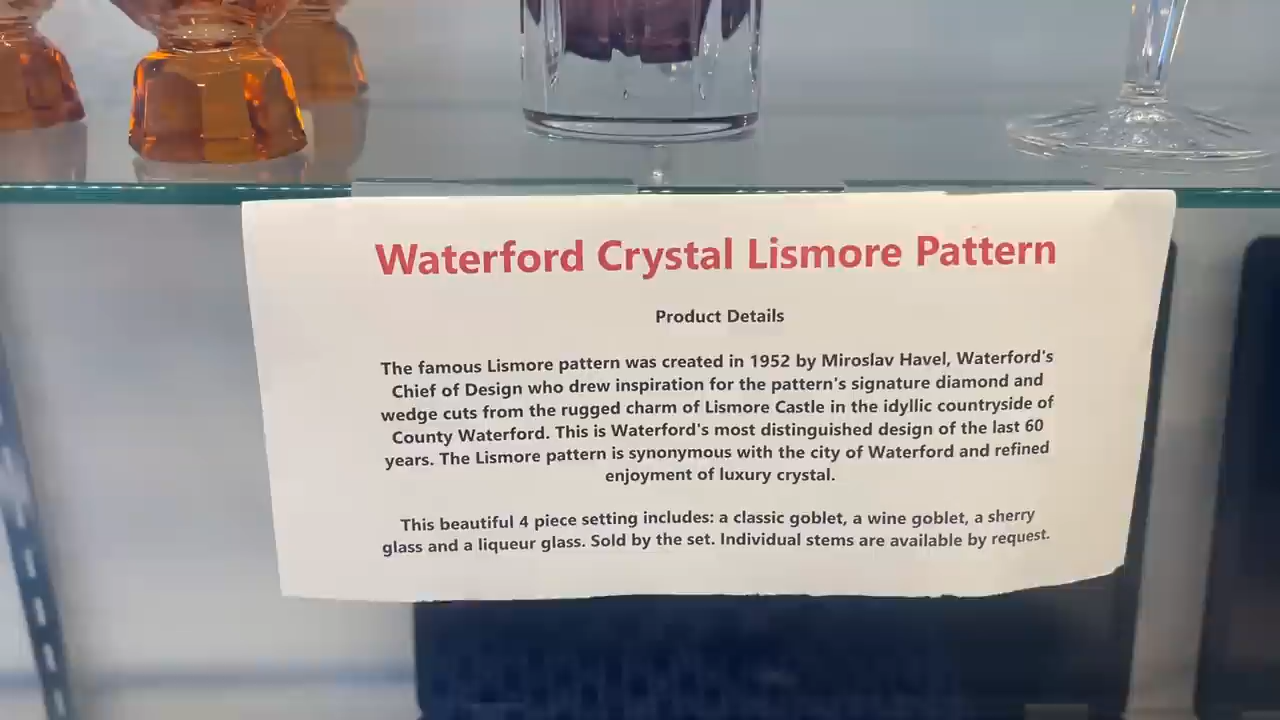 Waterford Crystal Lismore Pattern
Product Details
The famous Lismore pattern was created in 1952 by Miroslav Havel, Waterford's
Chief of Design who drew inspiration for the pattern's signature diamond and
wedge cuts from the rugged charm of Lismore Castle in the idyllic countryside of
County Waterford. This is Waterford's most distinguished design of the last 60
years. The Lismore pattern is synonymous with the city of Waterford and refined
enjoyment of luxury crystal.
This beautiful 4 piece setting includes: a classic goblet, a wine goblet, a sherry
glass and a liqueur glass. Sold by the set. Individual stems are available by request.